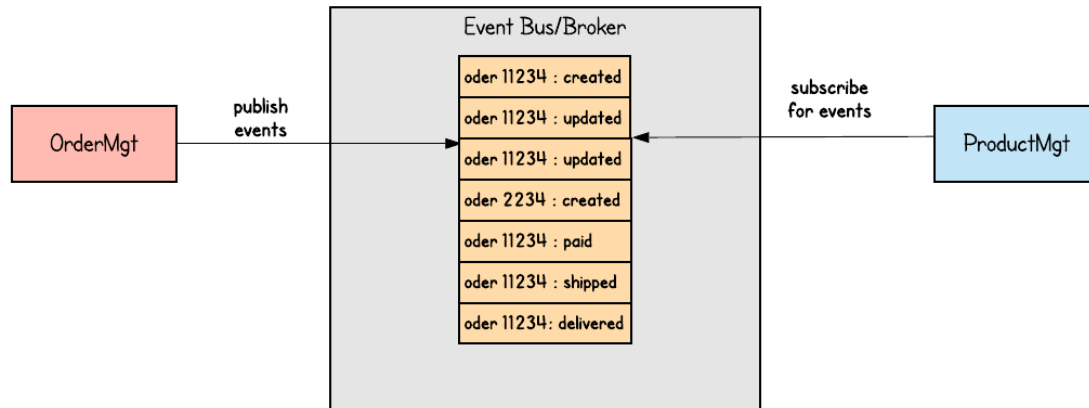 Event Bus/Broker
oder 11234 : created
oder 11234 : updated
oder 11234 : updated
oder 2234 : created
oder 11234 : paid
oder 11234 : shipped
oder 11234: delivered
OrderMgt
publish
events
subscribe
for events
ProductMgt